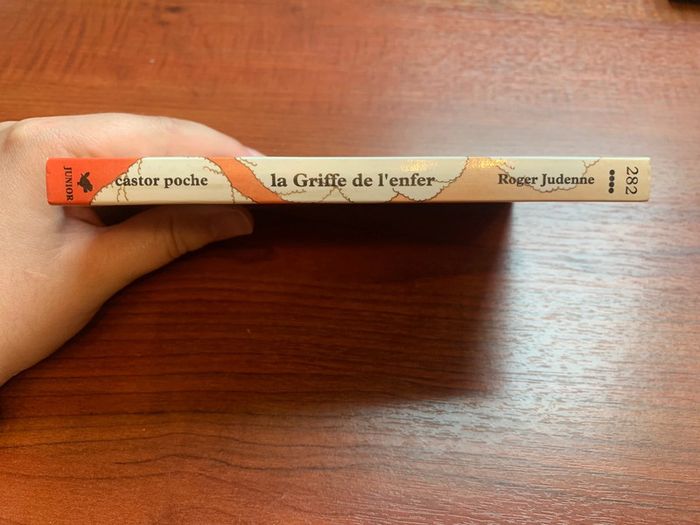 JUNIOR
castor poche
la Griffe de l'enfer
Roger Judenne
282